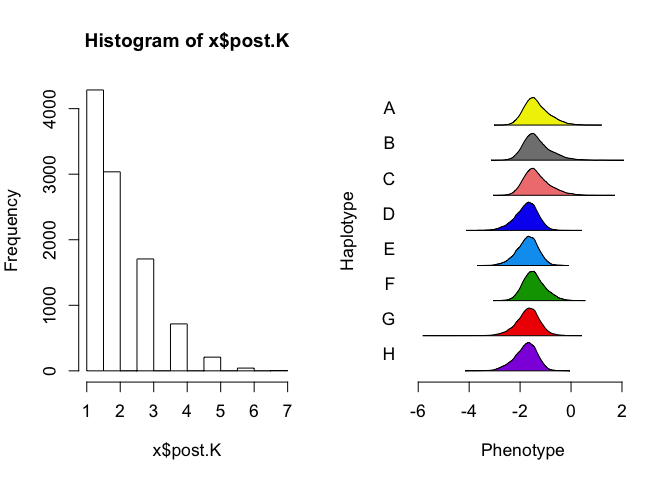 Histogram of x$post.K
Frequency
0
1000
2000
3000
4000
1 2 3 4 5 6 7
x$post.K
Haplotype
A
B
C
D
E
F
G
H
-6 -4 -2 0 2
Phenotype